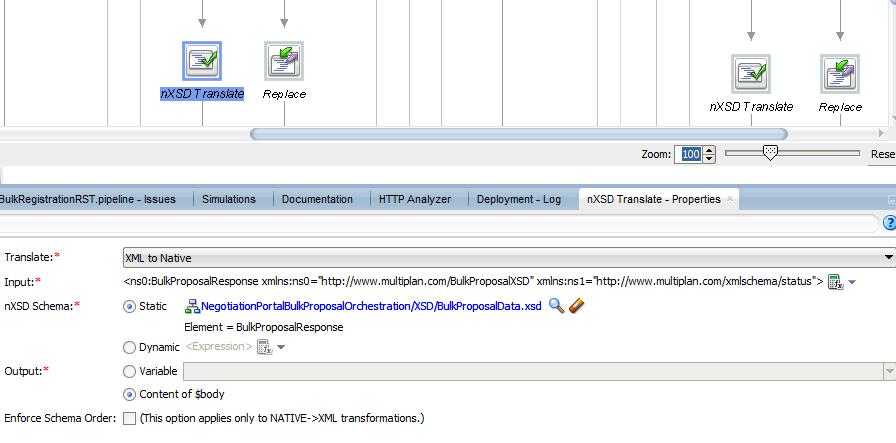 nXSD Translate Replace nXSD Translate Replace
Zoom: 100 Rese
BulkRegistrationRST.pipeline - Issues Simulations Documentation HTTP Analyzer Deployment - Log nXSD Translate - Properties
Translate:* XML to Native
Input:* <ns0:BulkProposalResponse xmlns:ns0="http://www.multiplan.com/BulkProposalXSD" xmlns:ns1="http://www.multiplan.com/xmlschema/status">
nXSD Schema:* Static NegotiationPortalBulkProposalOrchestration/XSD/BulkProposalData.xsd
Element = BulkProposalResponse
Dynamic <Expression>
Output:* Variable
Content of $body
Enforce Schema Order: (This option applies only to NATIVE->XML transformations.)